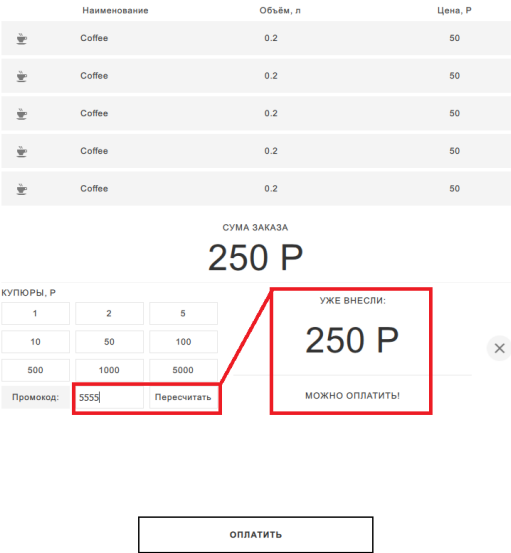 Наименование Объём, л Цена, Р
Coffee 0.2 50
Coffee 0.2 50
Coffee 0.2 50
Coffee 0.2 50
Coffee 0.2 50
СУМА ЗАКАЗА
250 Р
КУПЮРЫ, Р
1 2 5
10 50 100
500 1000 5000
Промокод: 5555 Пересчитать
УЖЕ ВНЕСЛИ:
250 Р
МОЖНО ОПЛАТИТЬ!
ОПЛАТИТЬ